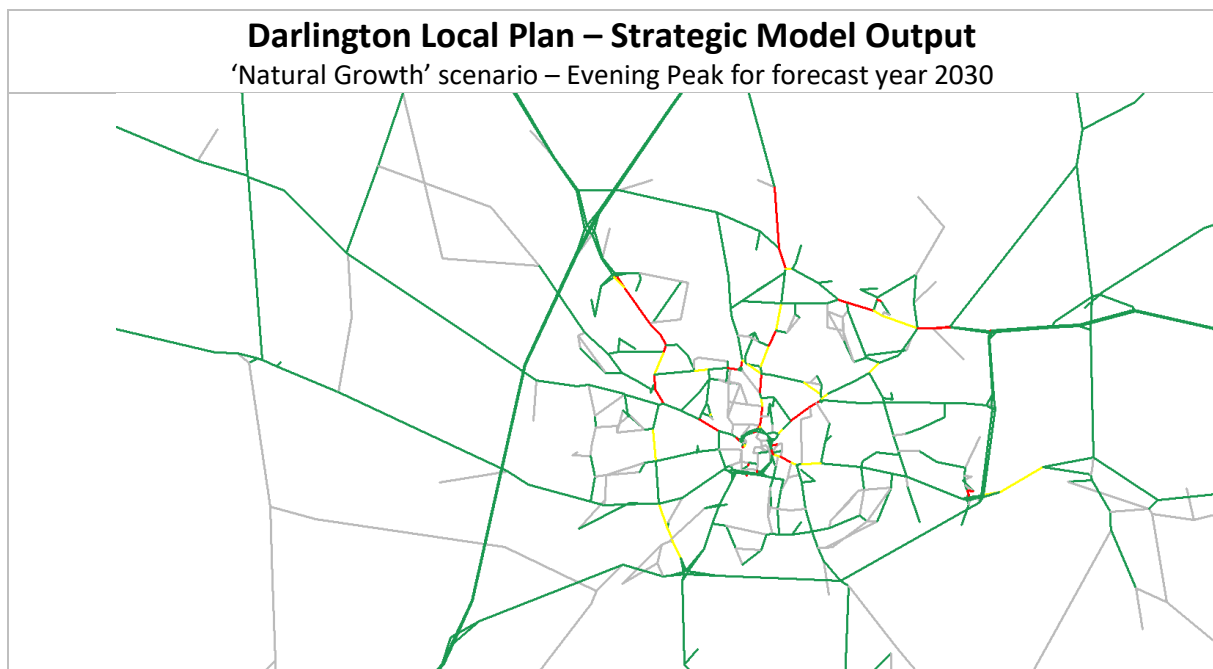 Darlington Local Plan – Strategic Model Output
‘Natural Growth’ scenario – Evening Peak for forecast year 2030